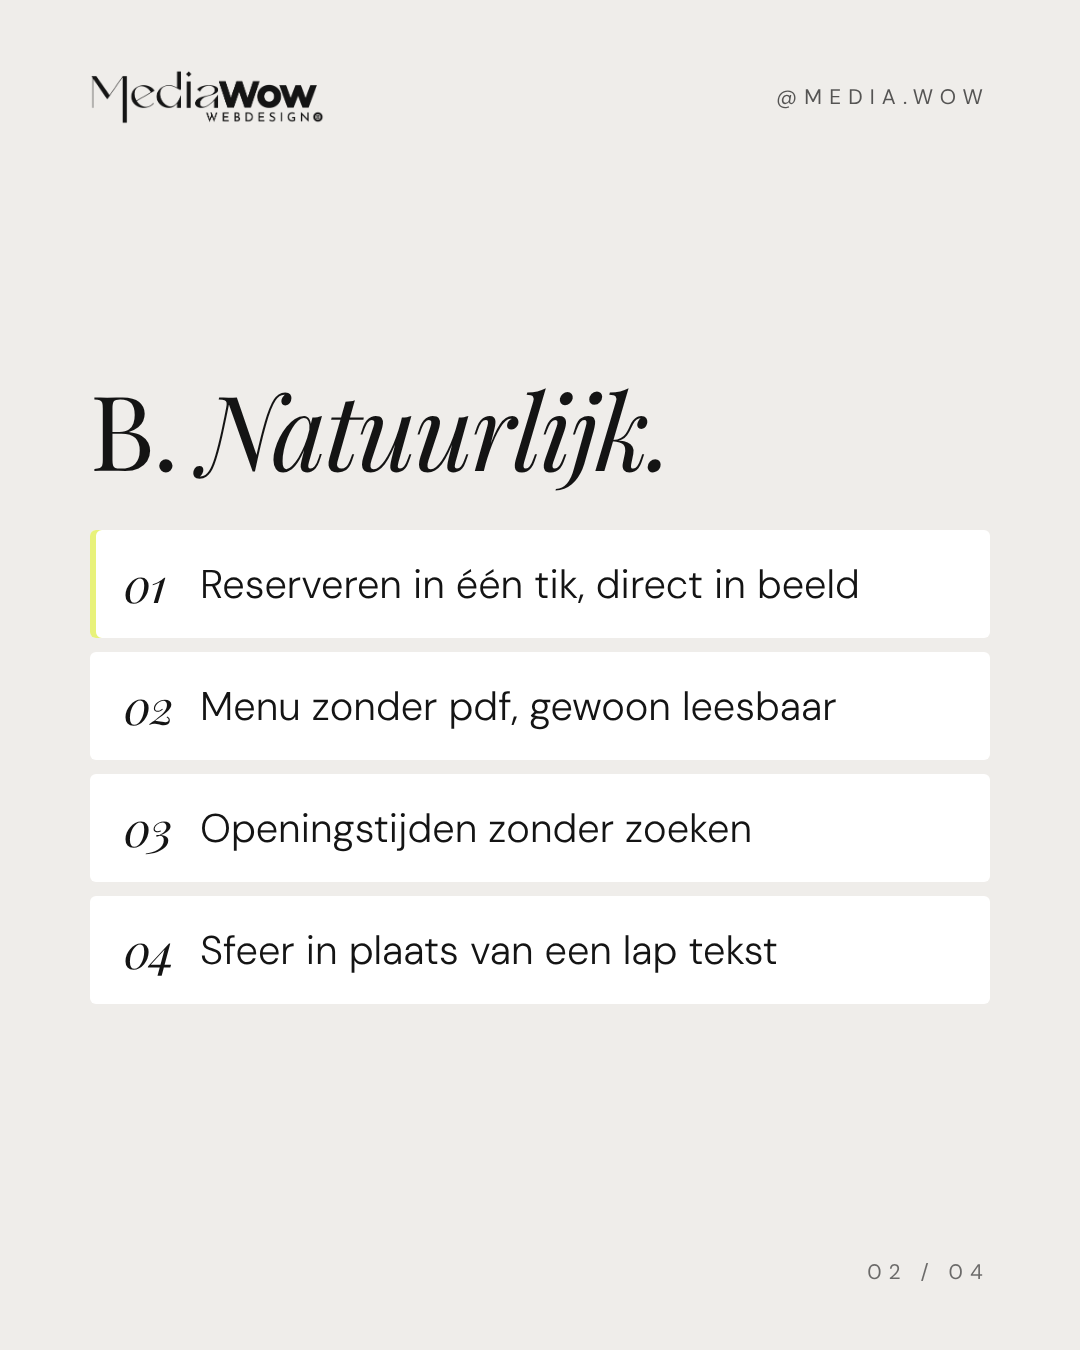 MediaWow
WEBDESIGN
@MEDIA.WOW
B. Natuurlijk.
01 Reserveren in één tik, direct in beeld
02 Menu zonder pdf, gewoon leesbaar
03 Openingstijden zonder zoeken
04 Sfeer in plaats van een lap tekst
02 / 04